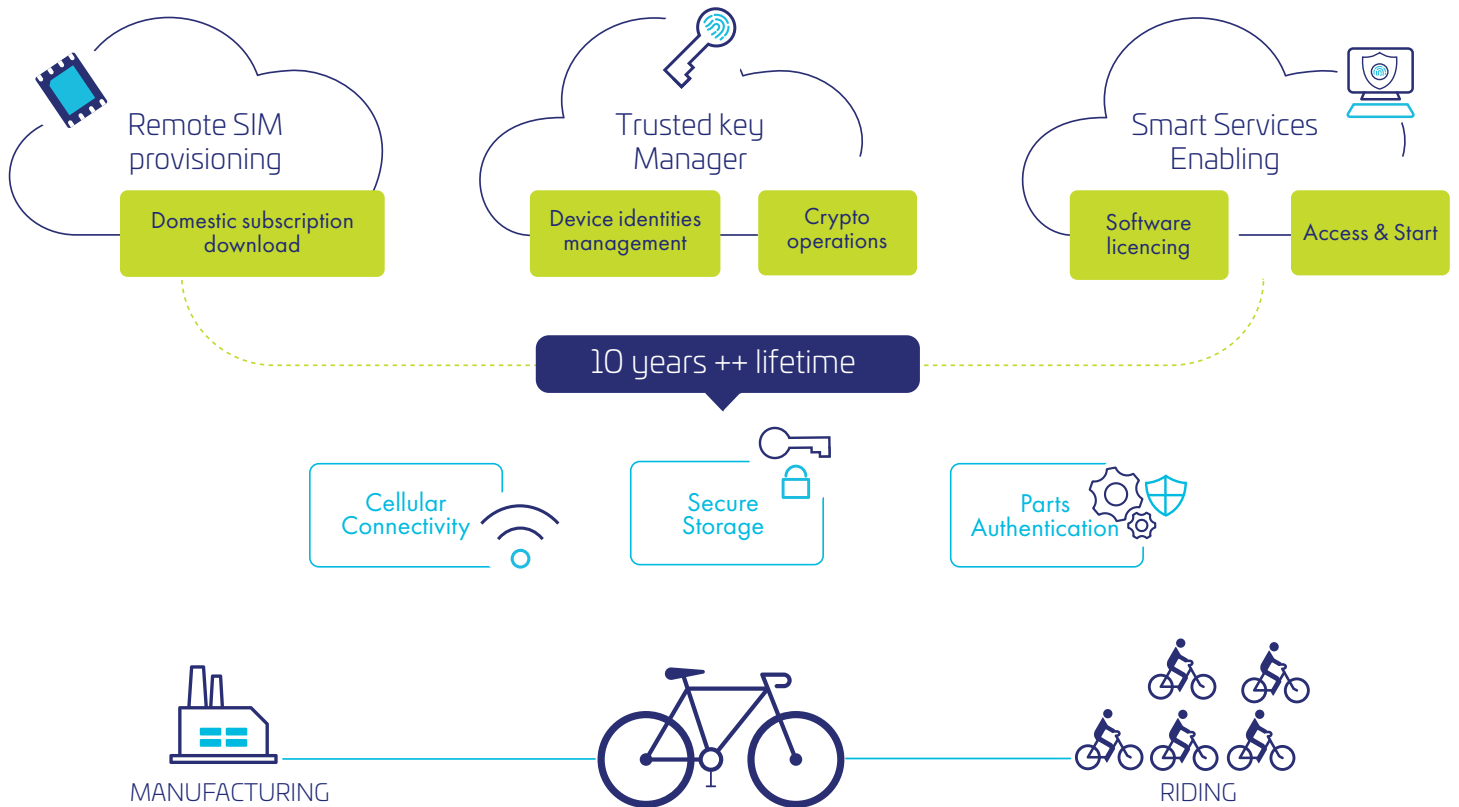 Remote SIM
provisioning
Domestic subscription
download
Trusted key
Manager
Device identities
management
Crypto
operations
Smart Services
Enabling
Software
licencing
Access & Start
10 years ++ lifetime
Cellular
Connectivity
Secure
Storage
Parts
Authentication
MANUFACTURING
RIDING